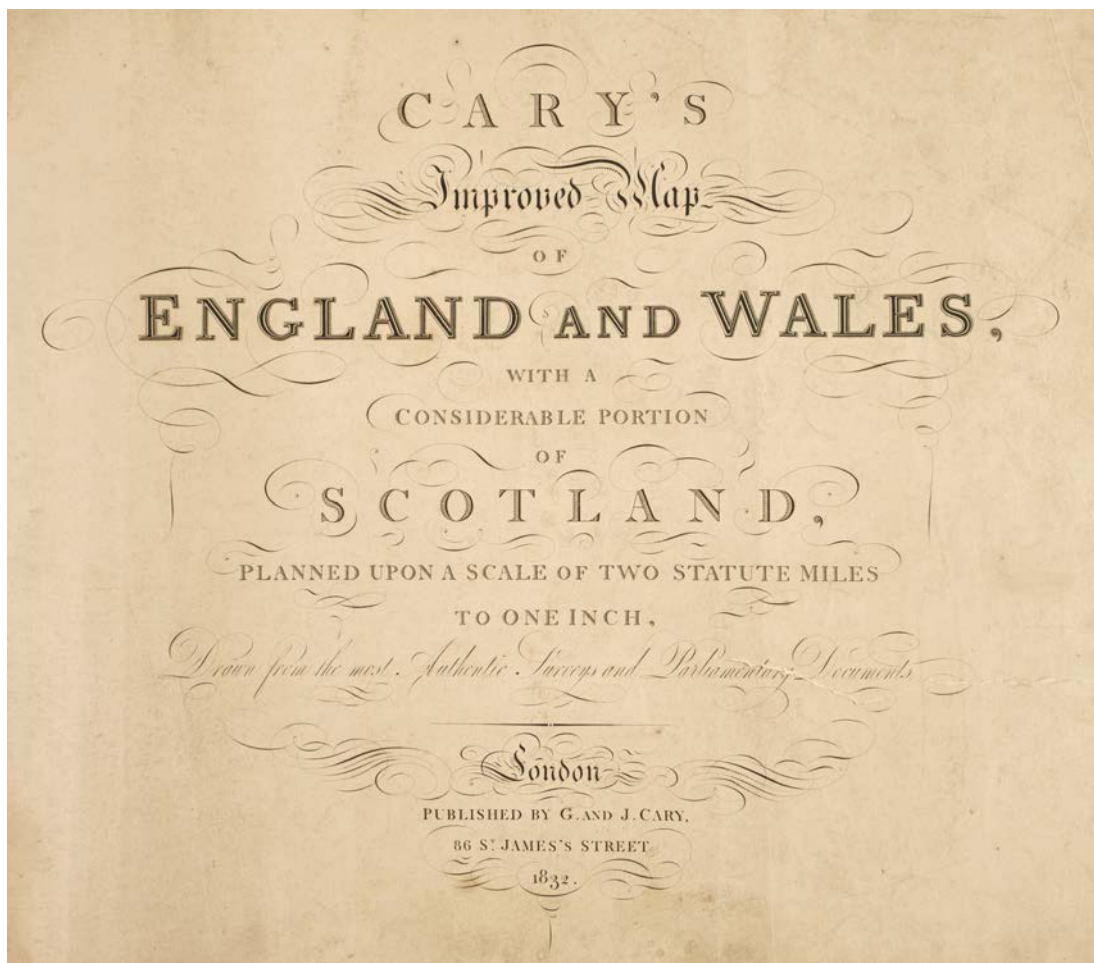 CARY'S
Improved Map
OF
ENGLAND AND WALES,
WITH A
CONSIDERABLE PORTION
OF
SCOTLAND,
PLANNED UPON A SCALE OF TWO STATUTE MILES
TO ONE INCH,
Drawn from the most Authentic Surveys and Parliamentary Documents
London
PUBLISHED BY G. AND J. CARY,
86 ST. JAMES'S STREET
1832.